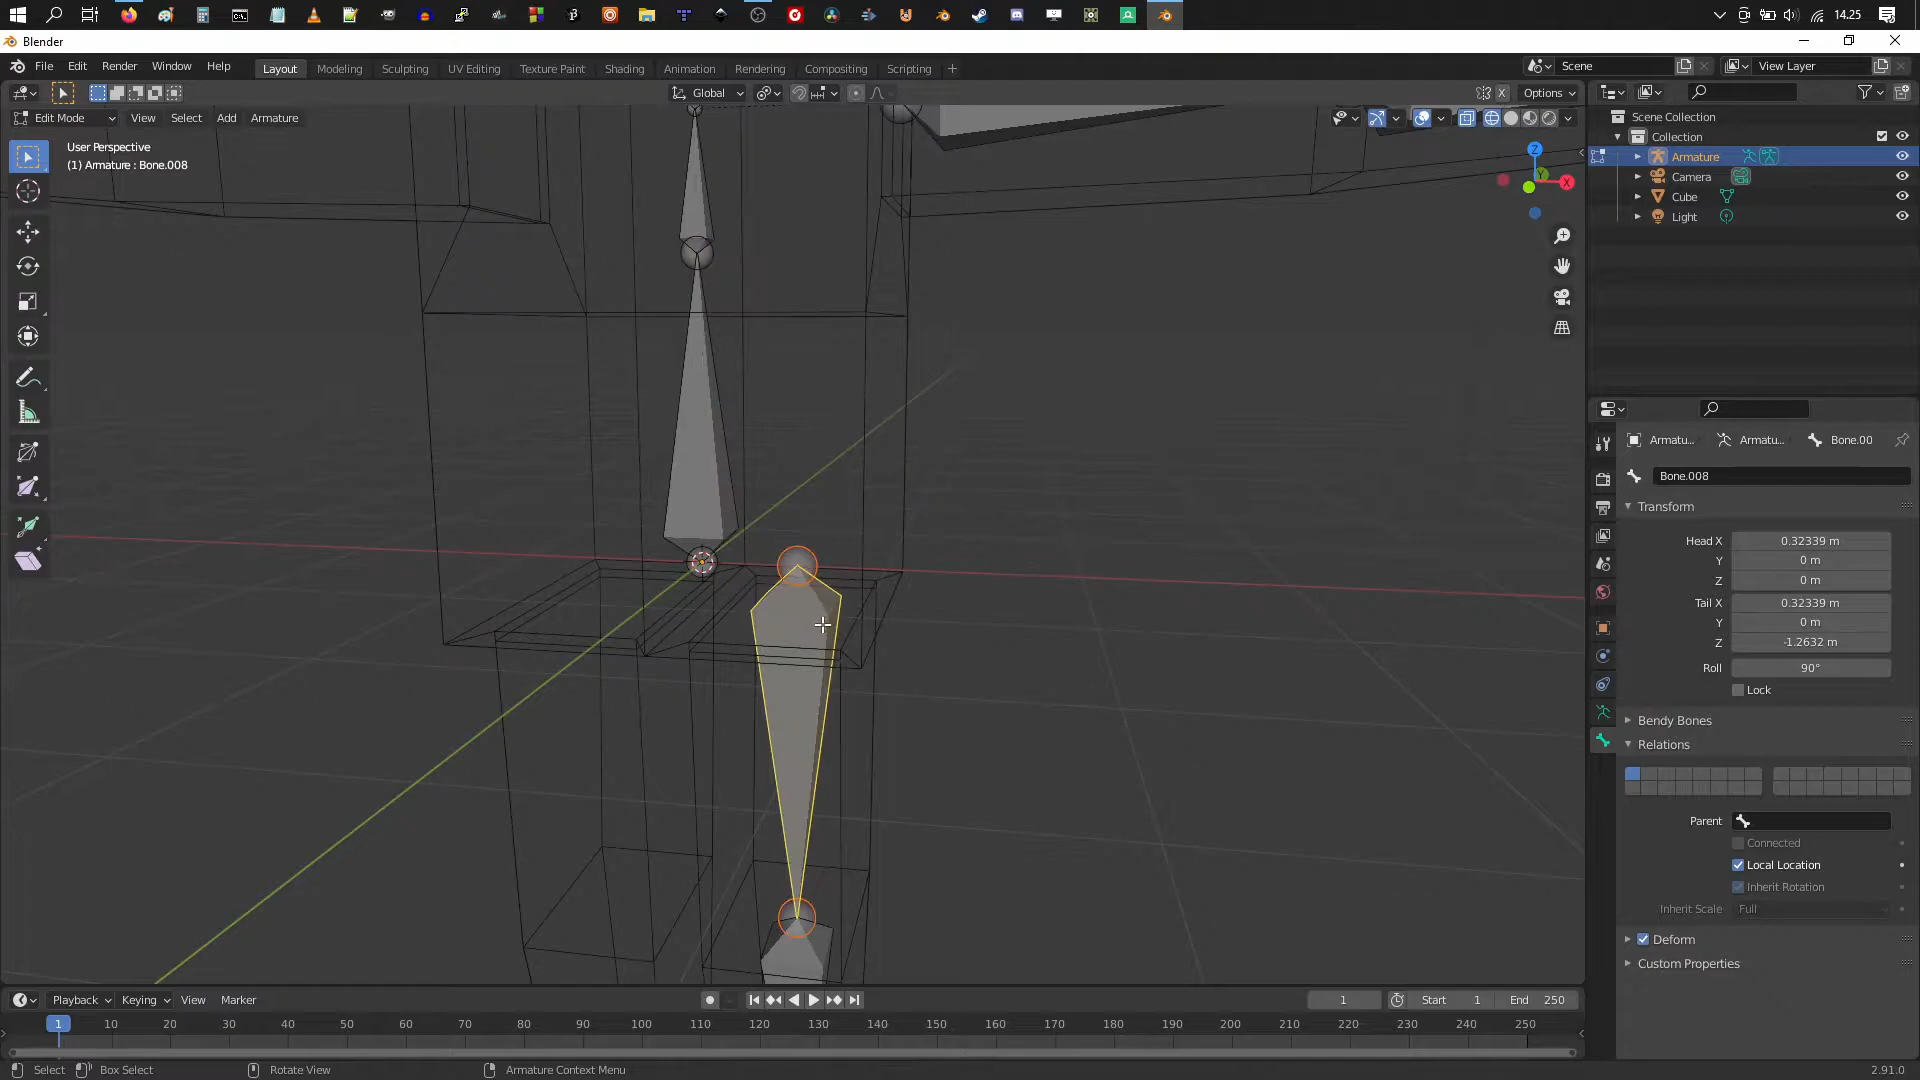 14.25
Blender
File Edit Render Window Help
Layout Modeling Sculpting UV Editing Texture Paint Shading Animation Rendering Compositing Scripting +
Scene
View Layer
Global
Options
Edit Mode View Select Add Armature
User Perspective
(1) Armature : Bone.008
Z
Y
X
X
Scene Collection
Collection
Armature
Camera
Cube
Light
Armatu... Armatu... Bone.00
Bone.008
Transform
Head X 0.32339 m
Y 0 m
Z 0 m
Tail X 0.32339 m
Y 0 m
Z -1.2632 m
Roll 90°
Lock
Bendy Bones
Relations
Parent
Connected
Local Location
Inherit Rotation
Inherit Scale Full
Deform
Custom Properties
Playback Keying View Marker
1 Start 1 End 250
1 10 20 30 40 50 60 70 80 90 100 110 120 130 140 150 160 170 180 190 200 210 220 230 240 250
Select Box Select Rotate View Armature Context Menu 2.91.0